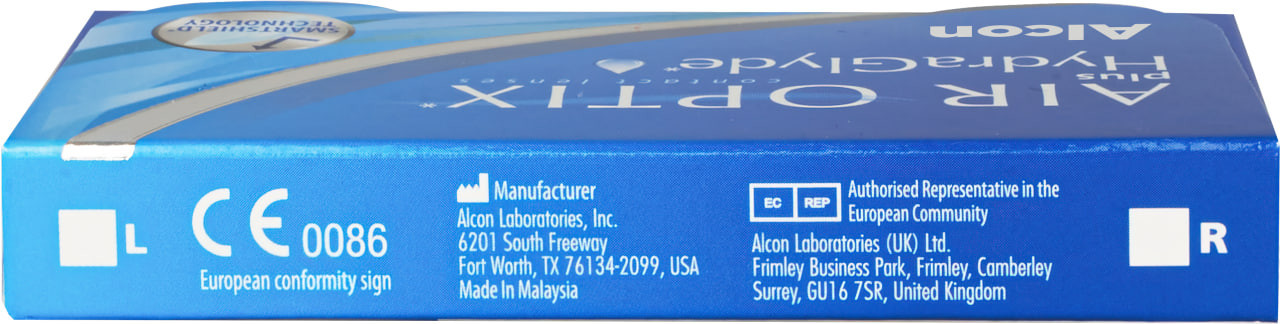 SMARTSHIELD™
TECHNOLOGY
Alcon
AIR OPTIX*
plus
HydraGlyde*
contact lenses
L
CE 0086
European conformity sign
Manufacturer
Alcon Laboratories, Inc.
6201 South Freeway
Fort Worth, TX 76134-2099, USA
Made In Malaysia
EC REP
Authorised Representative in the
European Community
Alcon Laboratories (UK) Ltd.
Frimley Business Park, Frimley, Camberley
Surrey, GU16 7SR, United Kingdom
R